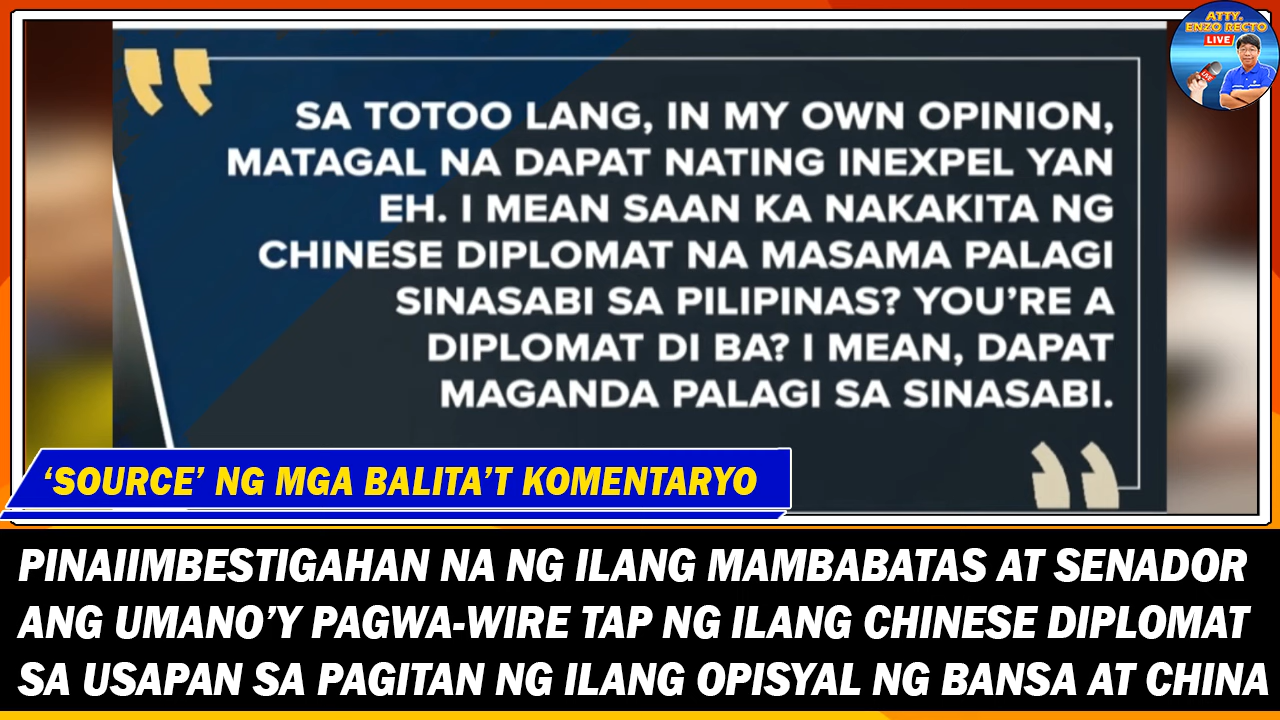 ATTY.
ENZO RECTO
LIVE
SA TOTOO LANG, IN MY OWN OPINION,
MATAGAL NA DAPAT NATING INEXPEL YAN
EH. I MEAN SAAN KA NAKAKITA NG
CHINESE DIPLOMAT NA MASAMA PALAGI
SINASABI SA PILIPINAS? YOU'RE A
DIPLOMAT DI BA? I MEAN, DAPAT
MAGANDA PALAGI SA SINASABI.
‘SOURCE’ NG MGA BALITA’T KOMENTARYO
PINAIIMBESTIGAHAN NA NG ILANG MAMBABATAS AT SENADOR
ANG UMANO’Y PAGWA-WIRE TAP NG ILANG CHINESE DIPLOMAT
SA USAPAN SA PAGITAN NG ILANG OPISYAL NG BANSA AT CHINA